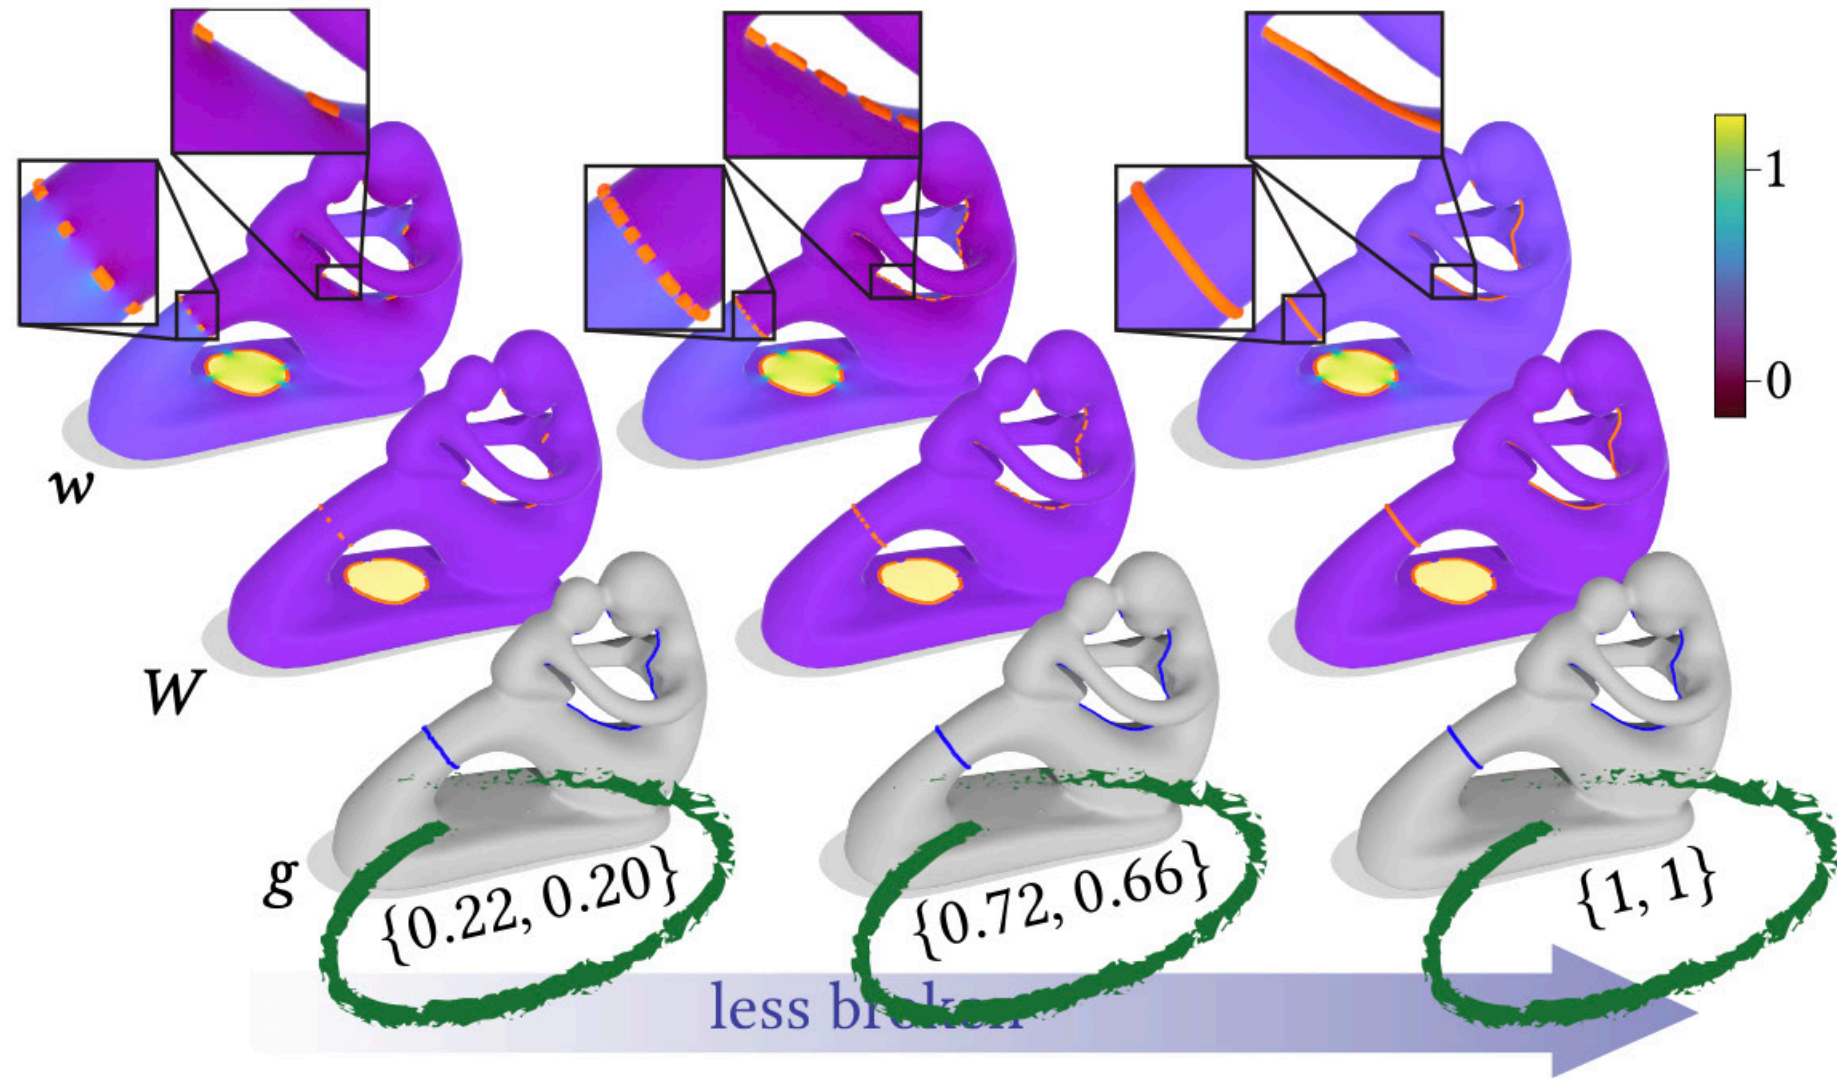 1
0
w
W
g
{0.22, 0.20}
{0.72, 0.66}
{1, 1}
less broken